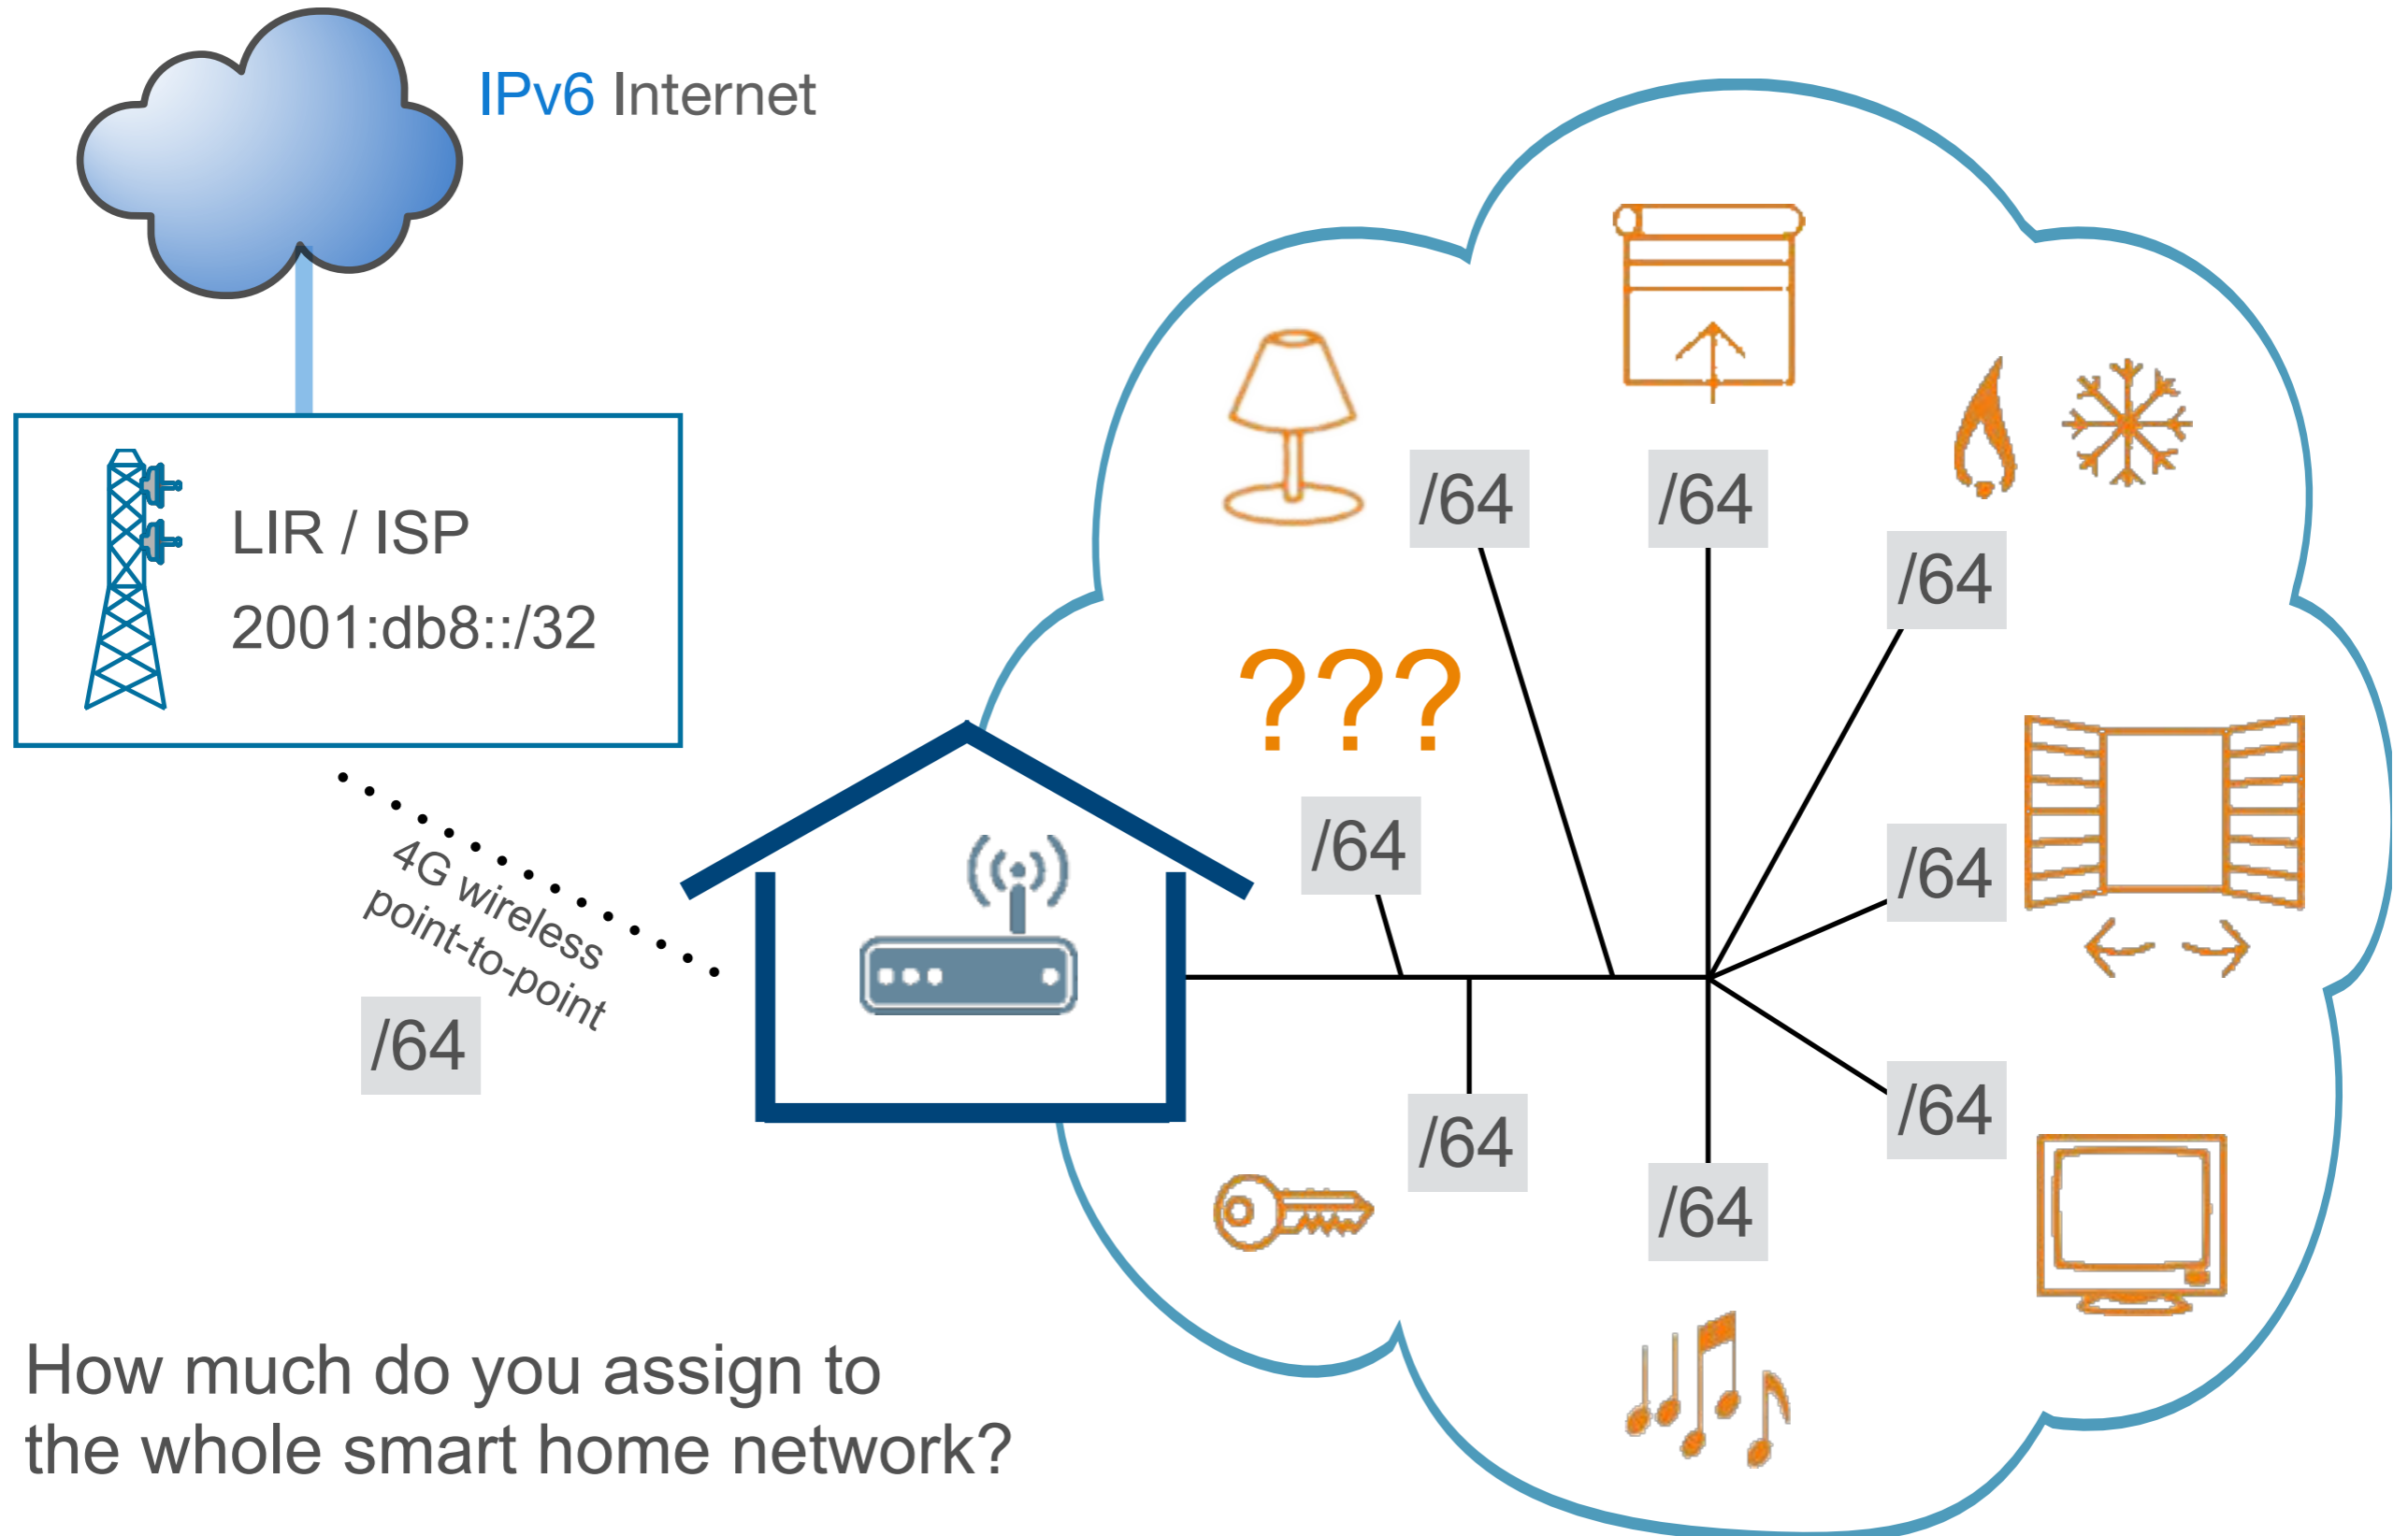 IPv6 Internet
LIR / ISP
2001:db8::/32
4G wireless
point-to-point
/64
???
/64
/64
/64
/64
/64
/64
/64
/64
How much do you assign to
the whole smart home network?